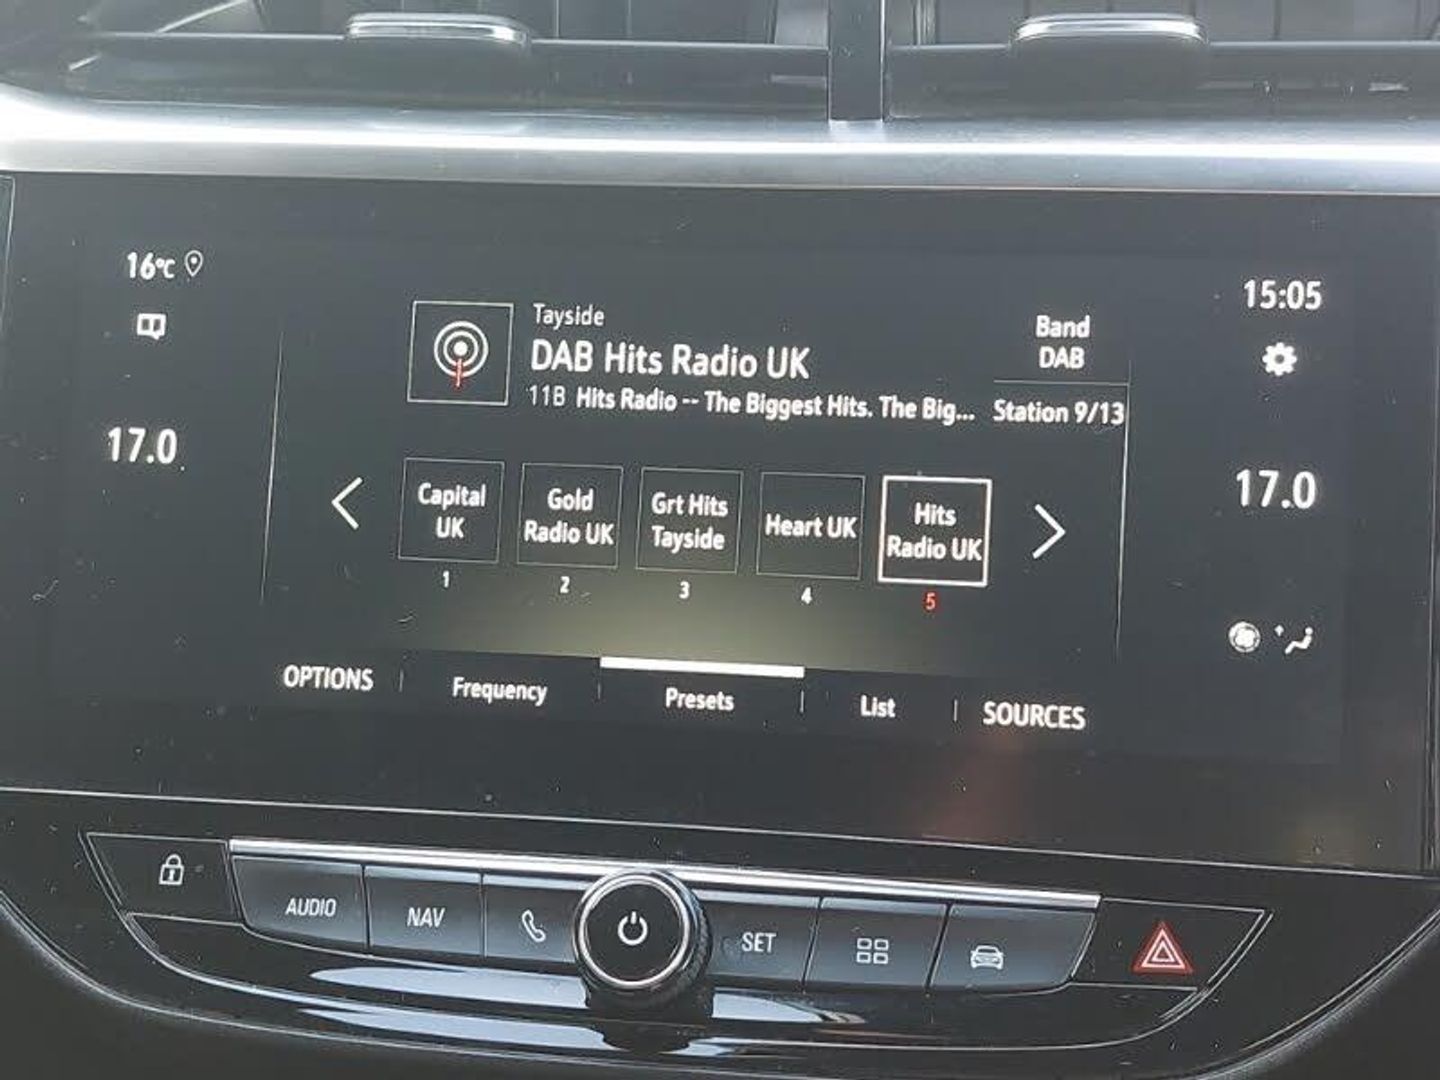 16°C
15:05
Tayside
DAB Hits Radio UK
11B Hits Radio -- The Biggest Hits. The Big...
Band
DAB
Station 9/13
17.0
17.0
Capital
UK
1
Gold
Radio UK
2
Grt Hits
Tayside
3
Heart UK
4
Hits
Radio UK
5
OPTIONS
Frequency
Presets
List
SOURCES
AUDIO
NAV
SET